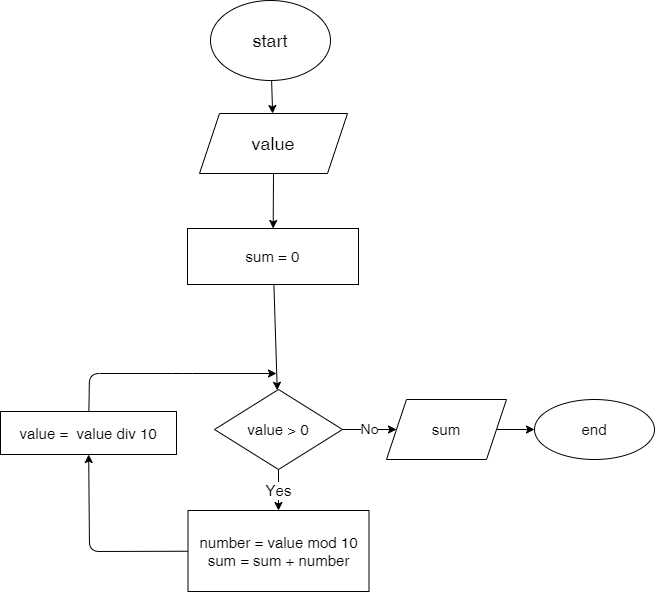 start
value
sum = 0
value > 0
No
sum
end
Yes
number = value mod 10
sum = sum + number
value =  value div 10